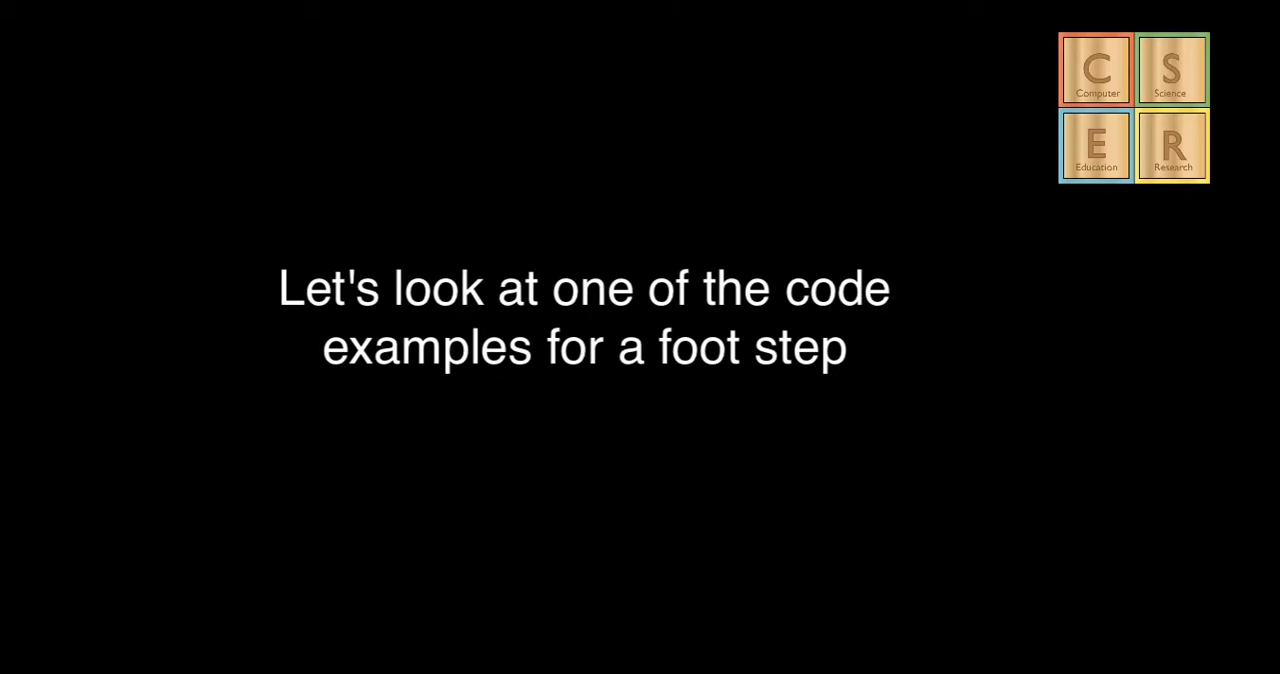 C
Computer
S
Science
E
Education
R
Research
Let's look at one of the code
examples for a foot step